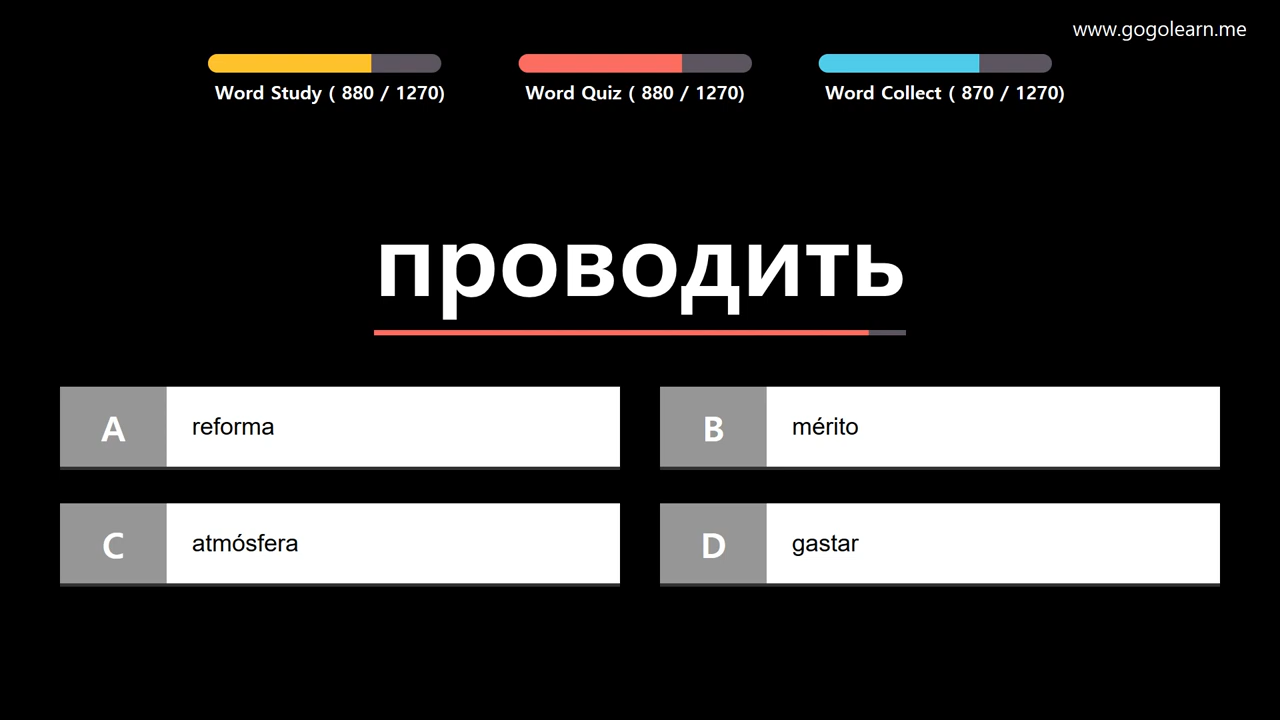 www.gogolearn.me
Word Study ( 880 / 1270)
Word Quiz ( 880 / 1270)
Word Collect ( 870 / 1270)
проводить
A
reforma
B
mérito
C
atmósfera
D
gastar